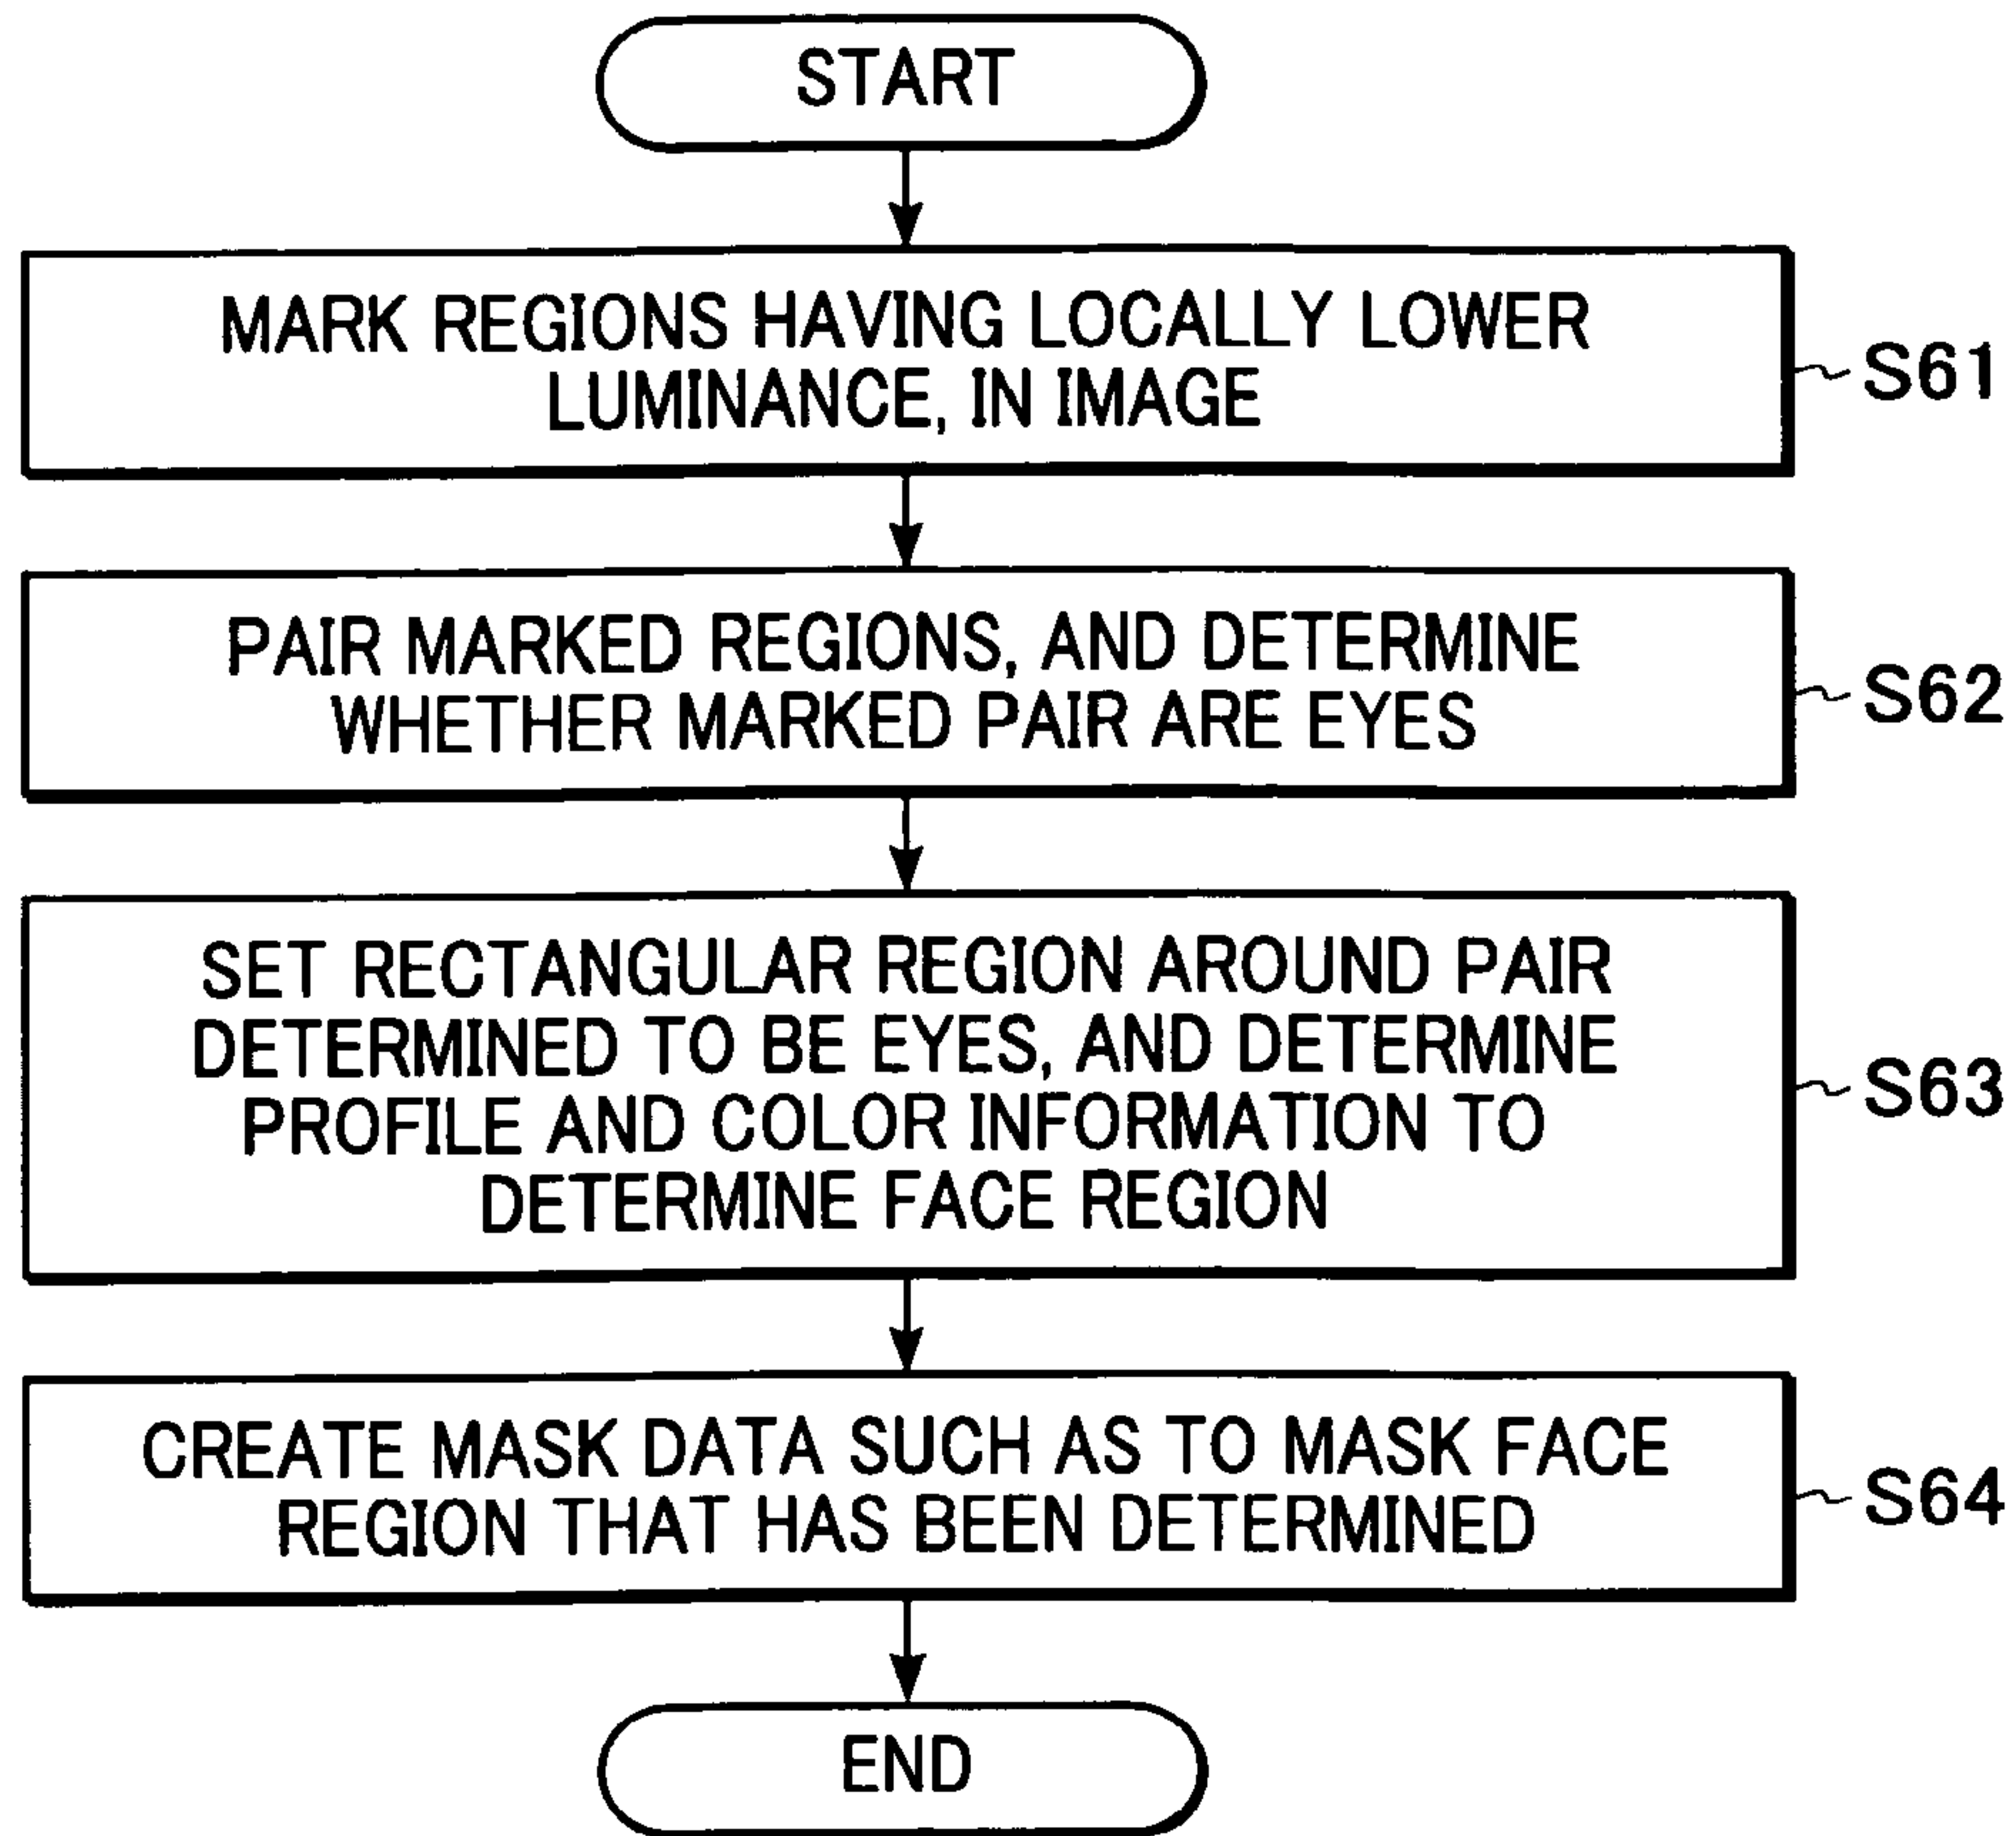 START
MARK REGIONS HAVING LOCALLY LOWER
LUMINANCE, IN IMAGE
S61
PAIR MARKED REGIONS, AND DETERMINE
WHETHER MARKED PAIR ARE EYES
S62
SET RECTANGULAR REGION AROUND PAIR
DETERMINED TO BE EYES, AND DETERMINE
PROFILE AND COLOR INFORMATION TO
DETERMINE FACE REGION
S63
CREATE MASK DATA SUCH AS TO MASK FACE
REGION THAT HAS BEEN DETERMINED
S64
END